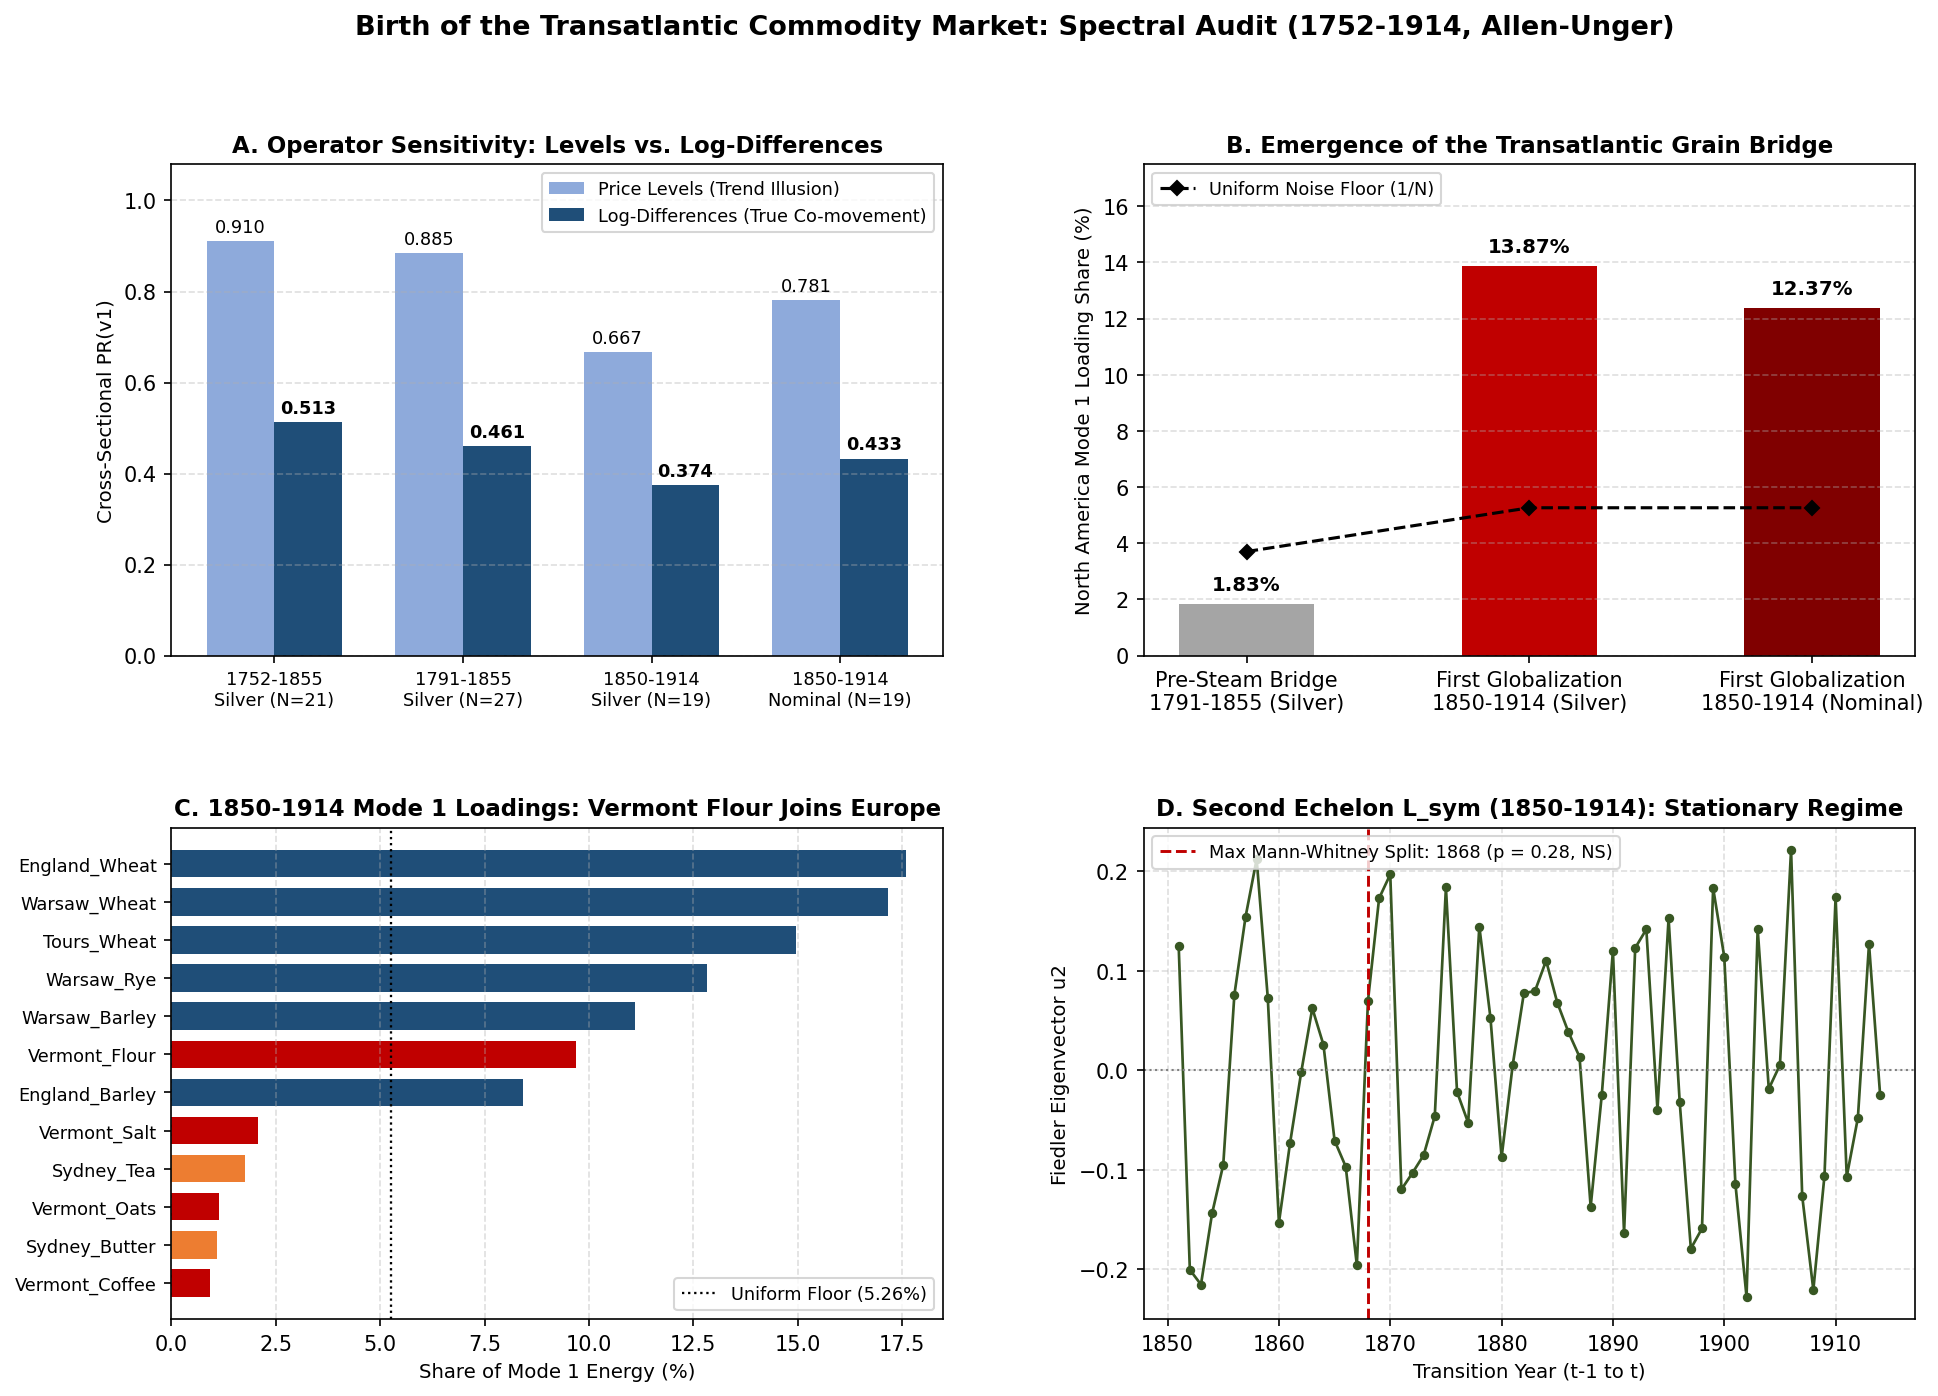 Birth of the Transatlantic Commodity Market: Spectral Audit (1752-1914, Allen-Unger)
A. Operator Sensitivity: Levels vs. Log-Differences
Price Levels (Trend Illusion)
Log-Differences (True Co-movement)
Cross-Sectional PR(v1)
1.0
0.8
0.6
0.4
0.2
0.0
0.910
0.513
0.885
0.461
0.667
0.374
0.781
0.433
1752-1855
Silver (N=21)
1791-1855
Silver (N=27)
1850-1914
Silver (N=19)
1850-1914
Nominal (N=19)
B. Emergence of the Transatlantic Grain Bridge
Uniform Noise Floor (1/N)
North America Mode 1 Loading Share (%)
16
14
12
10
8
6
4
2
0
1.83%
13.87%
12.37%
Pre-Steam Bridge
1791-1855 (Silver)
First Globalization
1850-1914 (Silver)
First Globalization
1850-1914 (Nominal)
C. 1850-1914 Mode 1 Loadings: Vermont Flour Joins Europe
England_Wheat
Warsaw_Wheat
Tours_Wheat
Warsaw_Rye
Warsaw_Barley
Vermont_Flour
England_Barley
Vermont_Salt
Sydney_Tea
Vermont_Oats
Sydney_Butter
Vermont_Coffee
Uniform Floor (5.26%)
0.0 2.5 5.0 7.5 10.0 12.5 15.0 17.5
Share of Mode 1 Energy (%)
D. Second Echelon L_sym (1850-1914): Stationary Regime
Max Mann-Whitney Split: 1868 (p = 0.28, NS)
Fiedler Eigenvector u2
0.2
0.1
0.0
−0.1
−0.2
1850 1860 1870 1880 1890 1900 1910
Transition Year (t-1 to t)